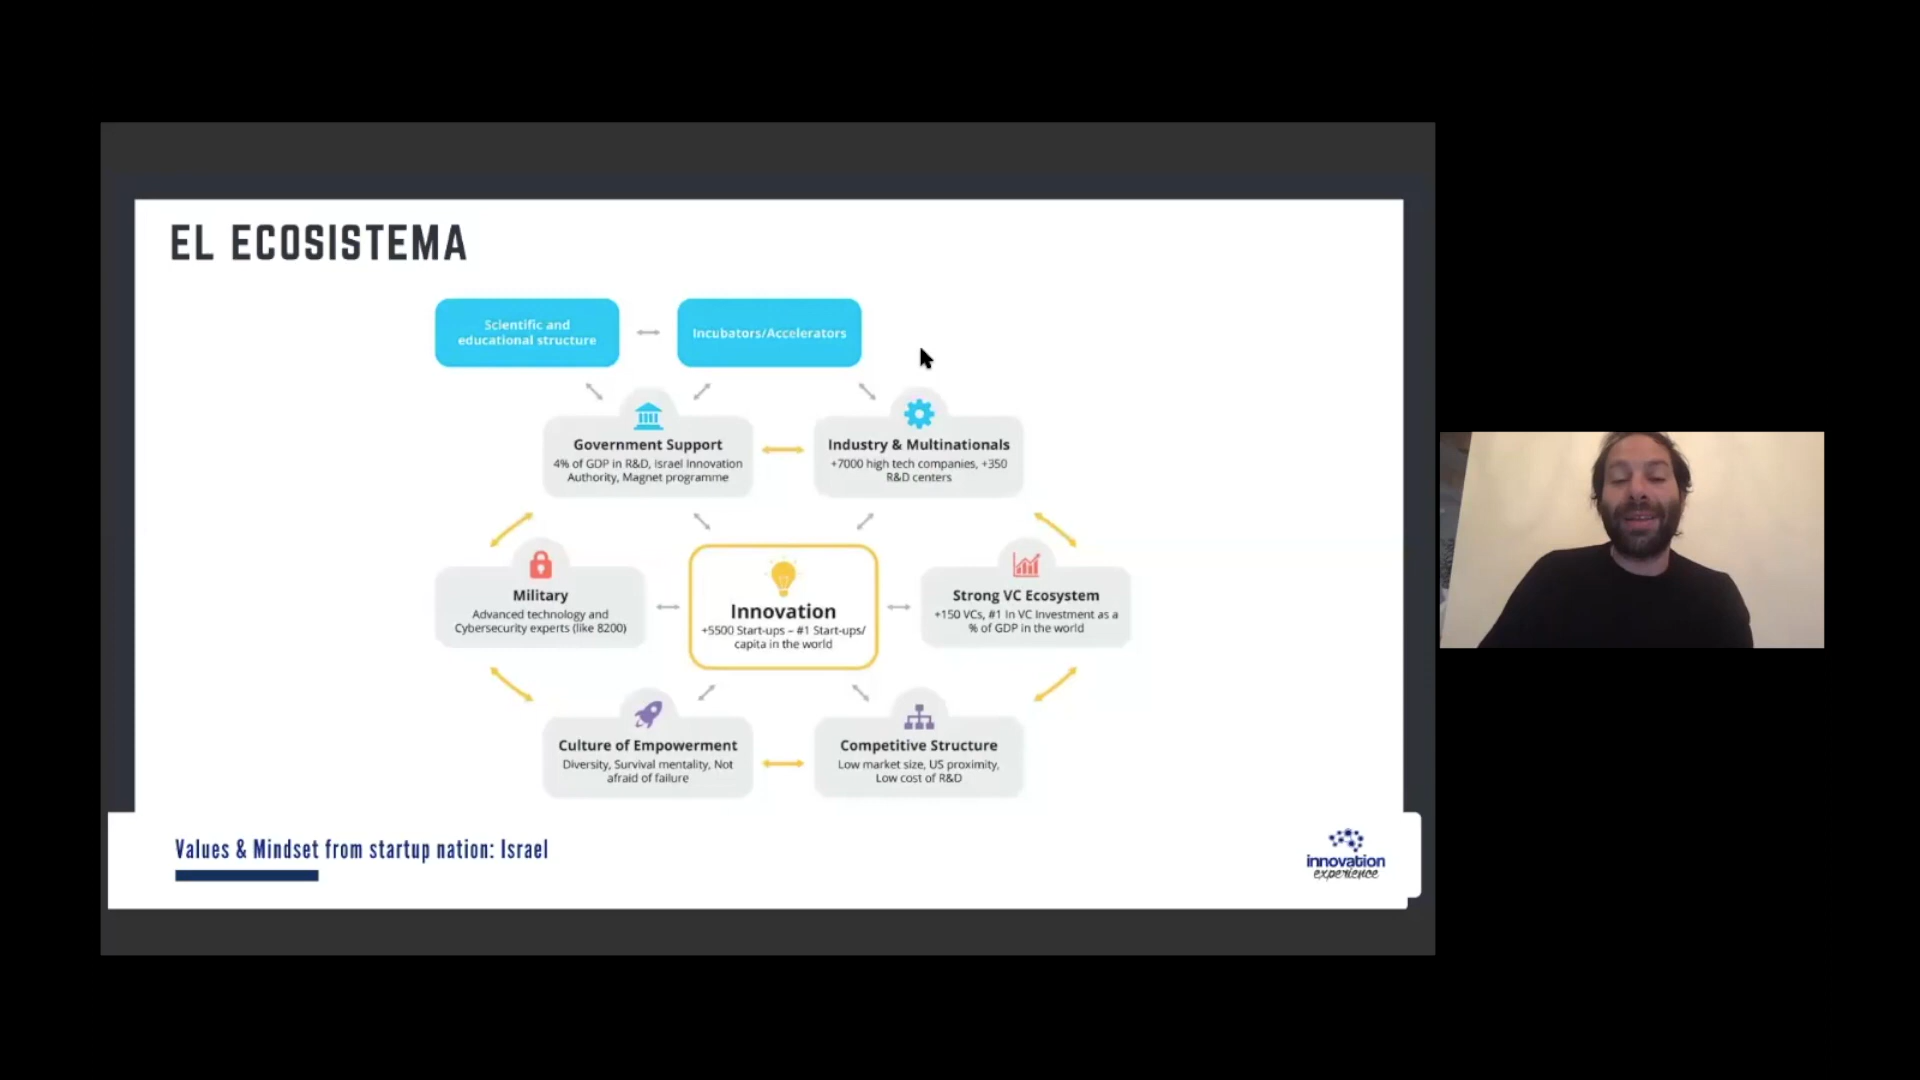 EL ECOSISTEMA
Scientific and
educational structure
Incubators/Accelerators
Government Support
4% of GDP in R&D, Israel Innovation
Authority, Magnet programme
Industry & Multinationals
+7000 high tech companies, +350
R&D centers
Military
Advanced technology and
Cybersecurity experts (like 8200)
Innovation
+5500 Start-ups – #1 Start-ups/
capita in the world
Strong VC Ecosystem
+150 VCs, #1 in VC Investment as a
% of GDP in the world
Culture of Empowerment
Diversity, Survival mentality, Not
afraid of failure
Competitive Structure
Low market size, US proximity,
Low cost of R&D
Values & Mindset from startup nation: Israel
innovation
experience